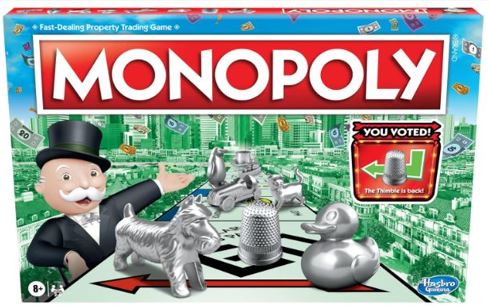 Fast-Dealing Property Trading Game
MONOPOLY
YOU VOTED!
The Thimble is back!
8+
Hasbro
Gaming